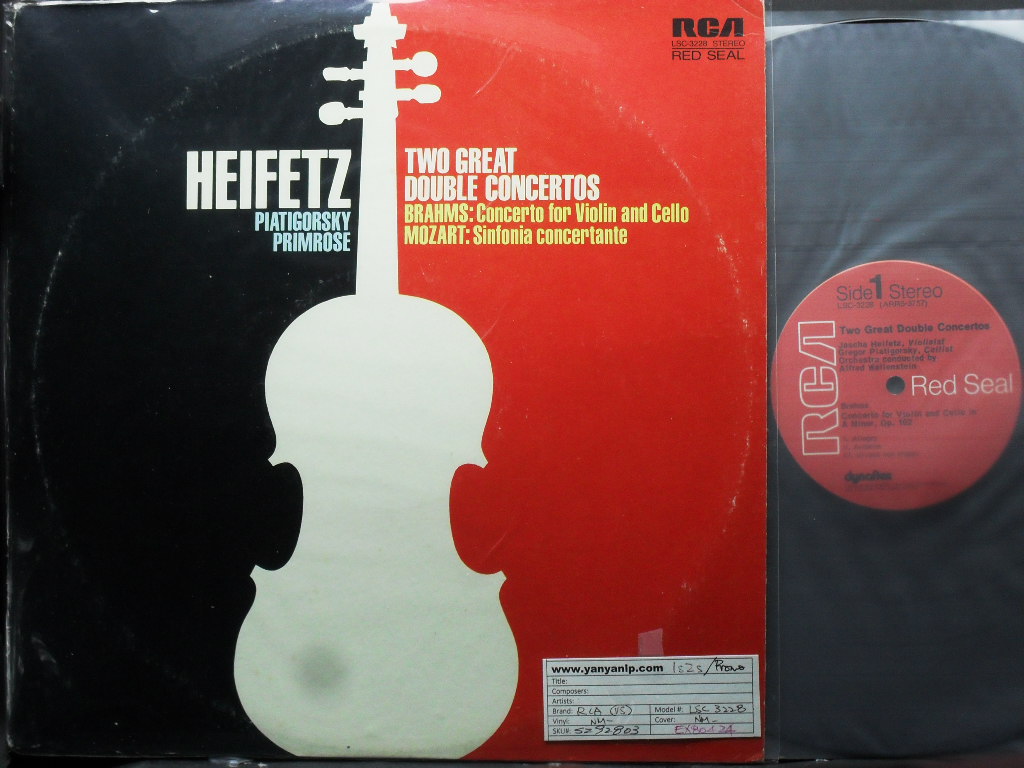 RCA
LSC-3228 STEREO
RED SEAL
HEIFETZ
PIATIGORSKY
PRIMROSE
TWO GREAT
DOUBLE CONCERTOS
BRAHMS: Concerto for Violin and Cello
MOZART: Sinfonia concertante
www.yanyanlp.com 1s2s/Promo
Title:
Composers:
Artists:
Brand: RCA (US) Model #: LSC 3228
Vinyl: NM- Cover: NM-
SKU#: 5292803
Side 1 Stereo
LSC-3228
Two Great Double Concertos
Jascha Heifetz, Violinist
Gregor Piatigorsky, Cellist
Orchestra conducted by
Alfred Wallenstein
RCA
Red Seal
Brahms
Concerto for Violin and Cello in
A Minor, Op. 102
dynaflex